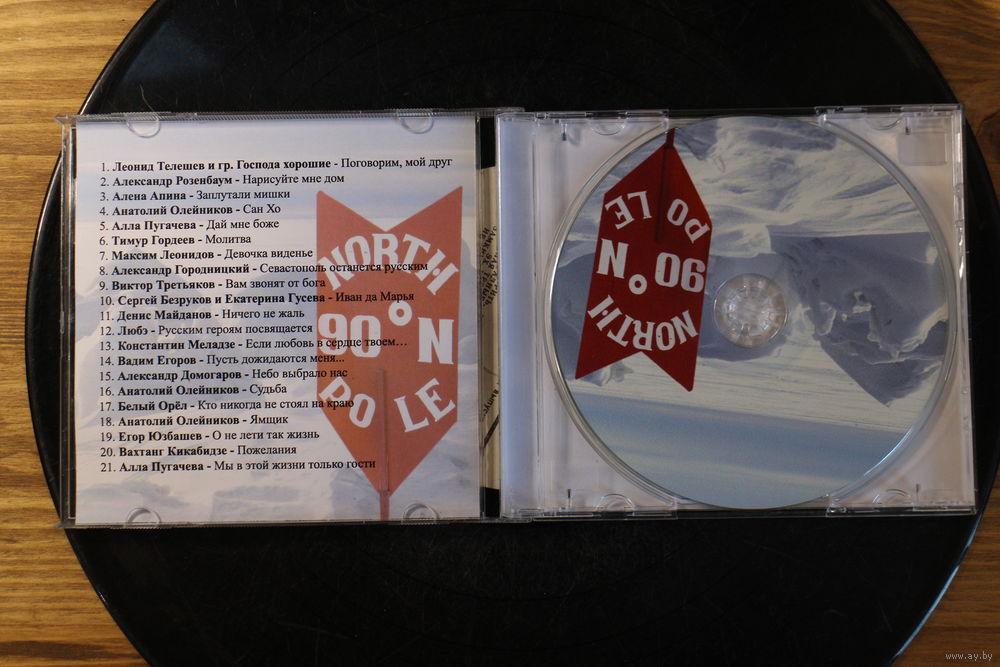 1. Леонид Телешев и гр. Господа хорошие - Поговорим, мой друг
2. Александр Розенбаум - Нарисуйте мне дом
3. Алена Апина - Заплутали мишки
4. Анатолий Олейников - Сан Хо
5. Алла Пугачева - Дай мне боже
6. Тимур Гордеев - Молитва
7. Максим Леонидов - Девочка виденье
8. Александр Городницкий - Севастополь останется русским
9. Виктор Третьяков - Вам звонят от бога
10. Сергей Безруков и Екатерина Гусева - Иван да Марья
11. Денис Майданов - Ничего не жаль
12. Любэ - Русским героям посвящается
13. Константин Меладзе - Если любовь в сердце твоем...
14. Вадим Егоров - Пусть дожидаются меня...
15. Александр Домогаров - Небо выбрало нас
16. Анатолий Олейников - Судьба
17. Белый Орёл - Кто никогда не стоял на краю
18. Анатолий Олейников - Ямщик
19. Егор Юзбашев - О не лети так жизнь
20. Вахтанг Кикабидзе - Пожелания
21. Алла Пугачева - Мы в этой жизни только гости
NORTH
90°N
POLE
NORTH
90°N
POLE
www.ay.by